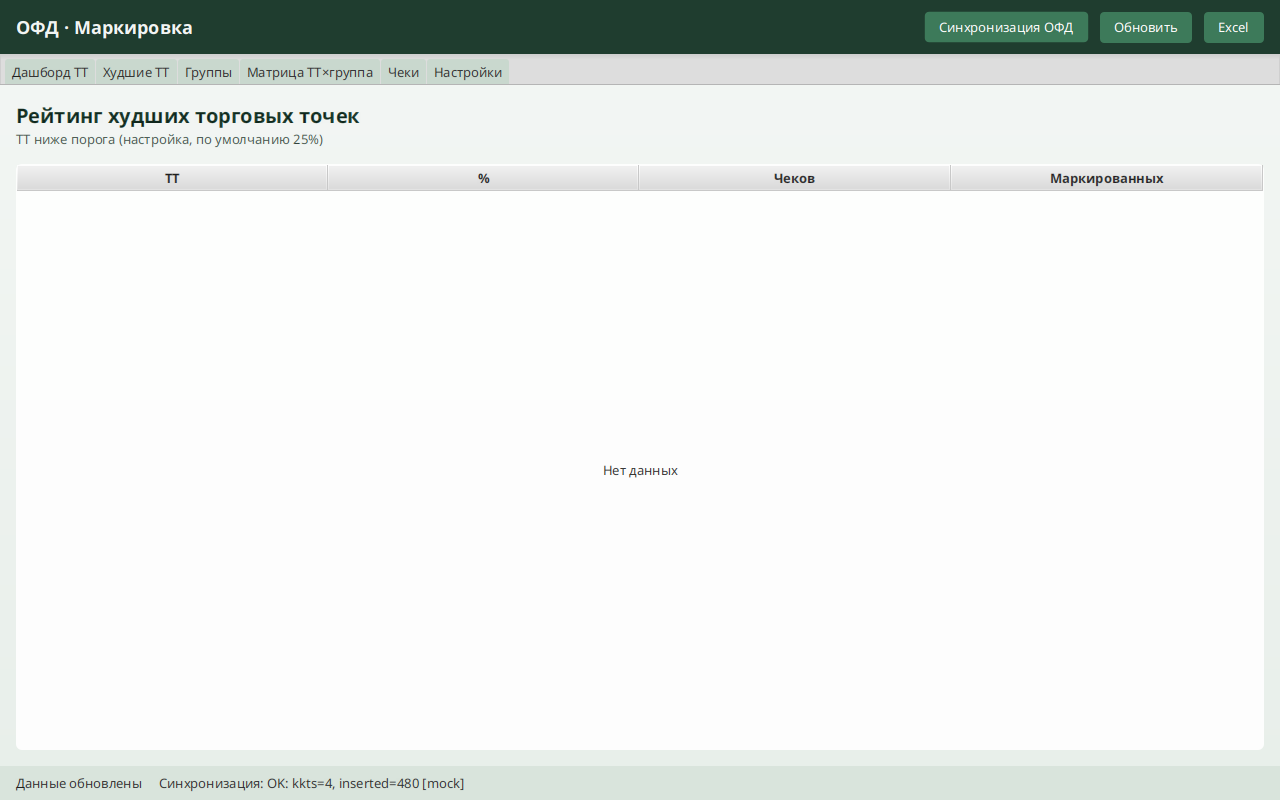 ОФД · Маркировка
Синхронизация ОФД Обновить Excel
Дашборд ТТ Худшие ТТ Группы Матрица ТТ×группа Чеки Настройки
Рейтинг худших торговых точек
ТТ ниже порога (настройка, по умолчанию 25%)
ТТ % Чеков Маркированных
Нет данных
Данные обновлены Синхронизация: OK: kkts=4, inserted=480 [mock]